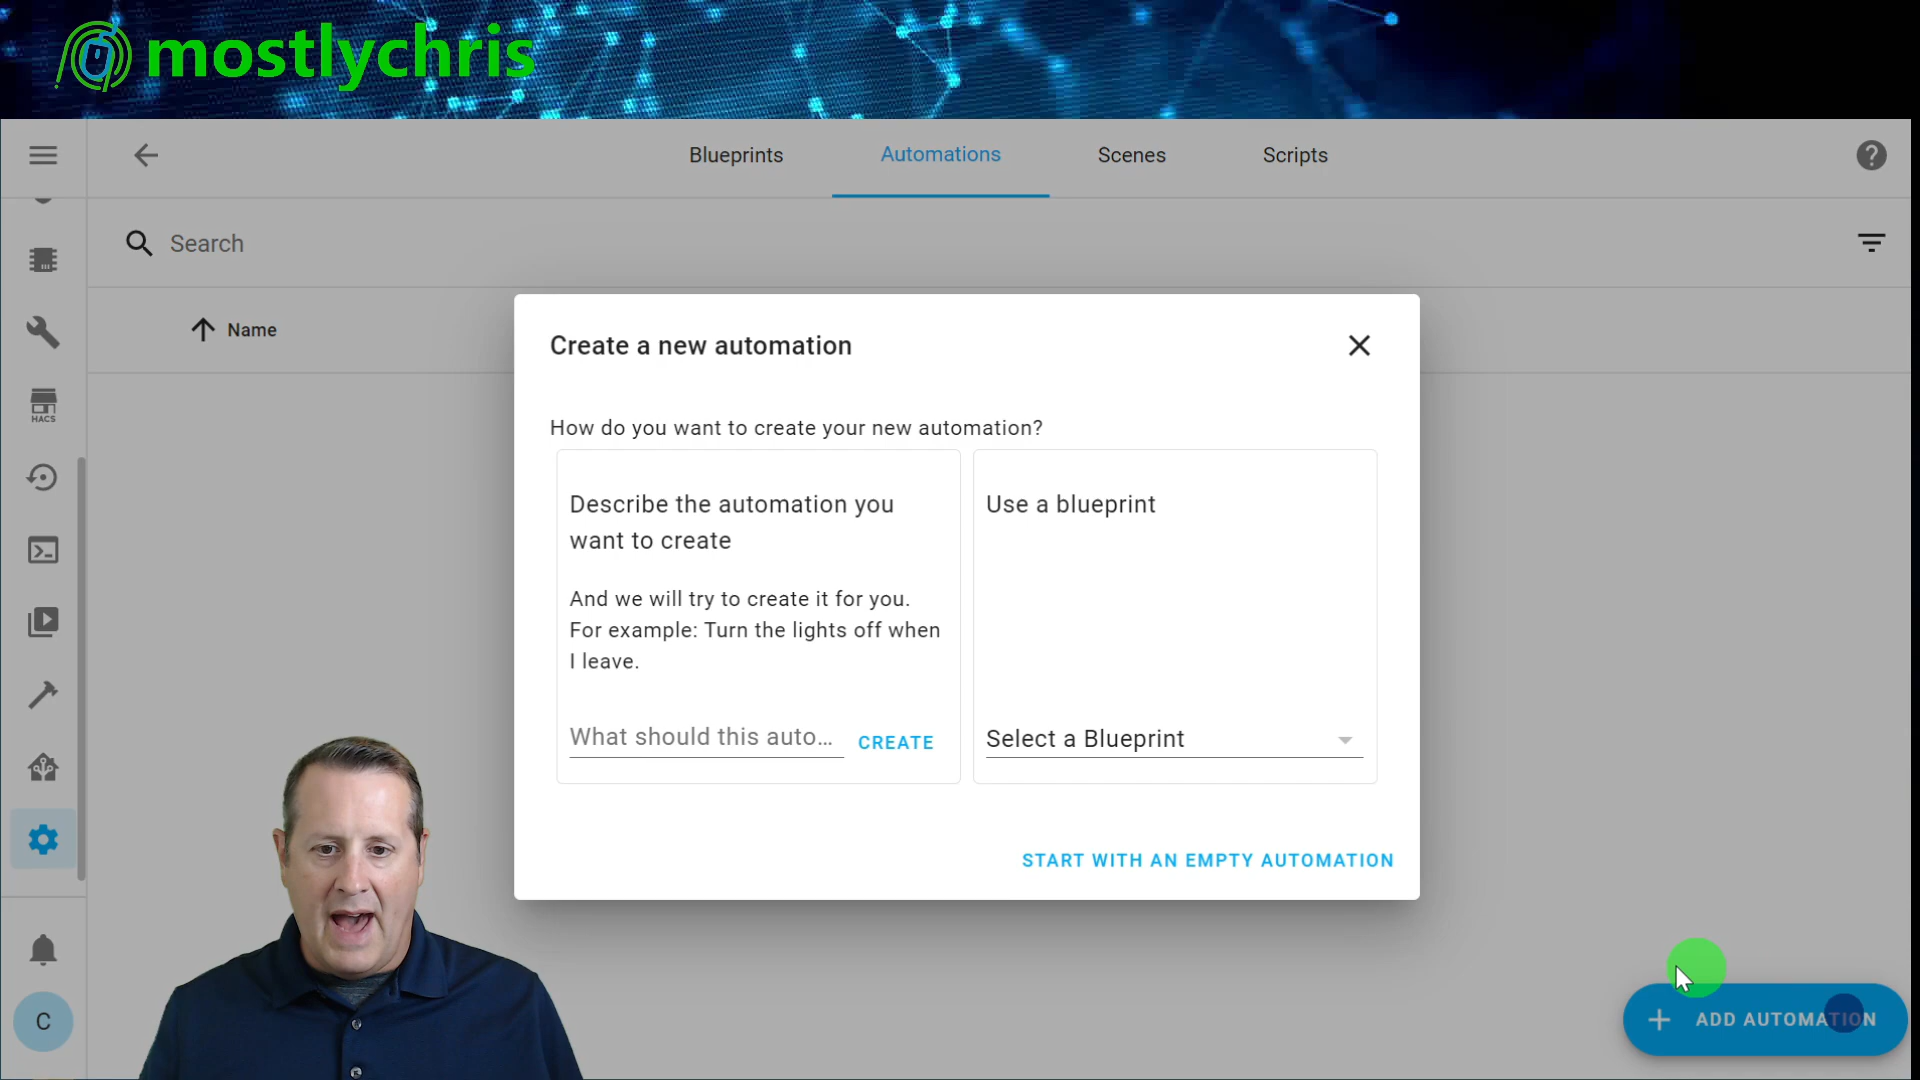 mostlychris
Blueprints
Automations
Scenes
Scripts
Search
Name
HACS
Create a new automation
How do you want to create your new automation?
Describe the automation you
want to create
And we will try to create it for you.
For example: Turn the lights off when
I leave.
What should this auto...
CREATE
Use a blueprint
Select a Blueprint
START WITH AN EMPTY AUTOMATION
C
ADD AUTOMATION